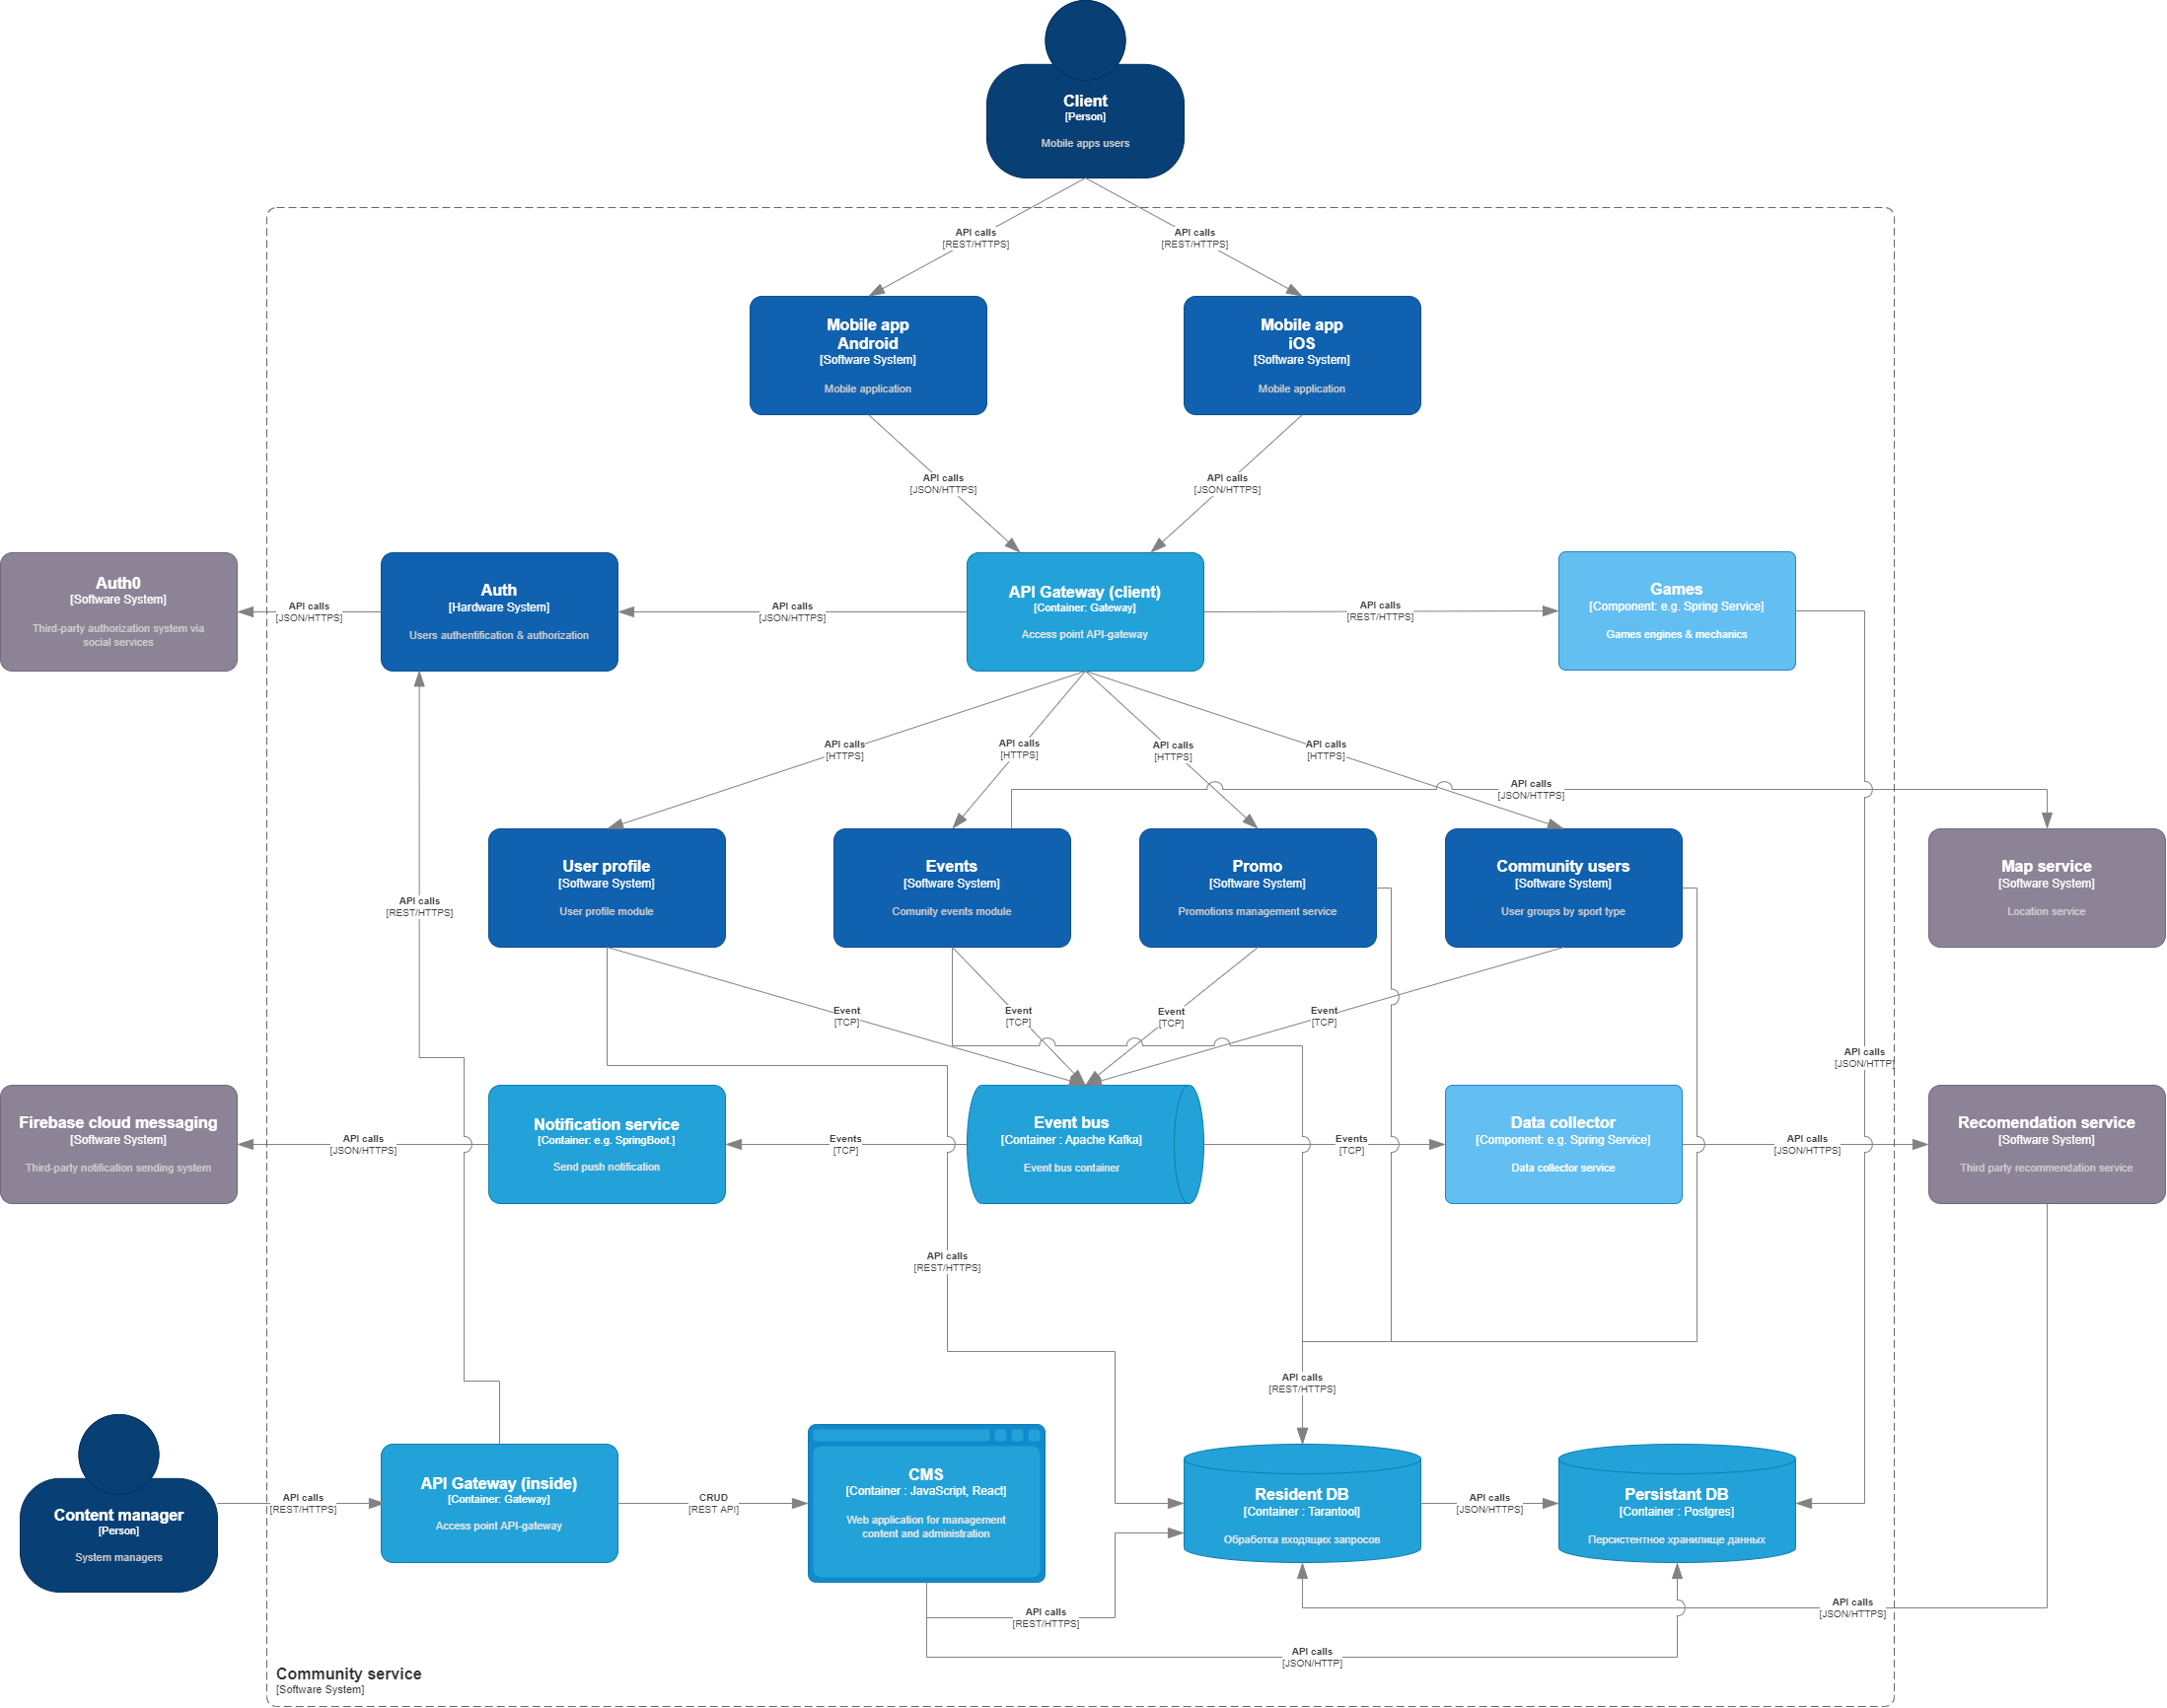 Client
[Person]
Mobile apps users
API calls
[REST/HTTPS]
API calls
[REST/HTTPS]
Mobile app
Android
[Software System]
Mobile application
Mobile app
iOS
[Software System]
Mobile application
API calls
[JSON/HTTPS]
API calls
[JSON/HTTPS]
Auth0
[Software System]
Third-party authorization system via
social services
API calls
[JSON/HTTPS]
Auth
[Hardware System]
Users authentification & authorization
API calls
[JSON/HTTPS]
API Gateway (client)
[Container: Gateway]
Access point API-gateway
API calls
[REST/HTTPS]
Games
[Component: e.g. Spring Service]
Games engines & mechanics
API calls
[HTTPS]
API calls
[HTTPS]
API calls
[HTTPS]
API calls
[HTTPS]
API calls
[JSON/HTTPS]
User profile
[Software System]
User profile module
Events
[Software System]
Comunity events module
Promo
[Software System]
Promotions management service
Community users
[Software System]
User groups by sport type
Map service
[Software System]
Location service
API calls
[REST/HTTPS]
Event
[TCP]
Event
[TCP]
Event
[TCP]
Event
[TCP]
API calls
[JSON/HTTP]
Firebase cloud messaging
[Software System]
Third-party notification sending system
API calls
[JSON/HTTPS]
Notification service
[Container: e.g. SpringBoot.]
Send push notification
Events
[TCP]
Event bus
[Container : Apache Kafka]
Event bus container
Events
[TCP]
Data collector
[Component: e.g. Spring Service]
Data collector service
API calls
[JSON/HTTPS]
Recomendation service
[Software System]
Third party recommendation service
API calls
[REST/HTTPS]
API calls
[REST/HTTPS]
Content manager
[Person]
System managers
API calls
[REST/HTTPS]
API Gateway (inside)
[Container: Gateway]
Access point API-gateway
CRUD
[REST API]
CMS
[Container : JavaScript, React]
Web application for management
content and administration
Resident DB
[Container : Tarantool]
Обработка входящих запросов
API calls
[JSON/HTTPS]
Persistant DB
[Container : Postgres]
Персистентное хранилище данных
API calls
[REST/HTTPS]
API calls
[JSON/HTTPS]
API calls
[JSON/HTTP]
Community service
[Software System]